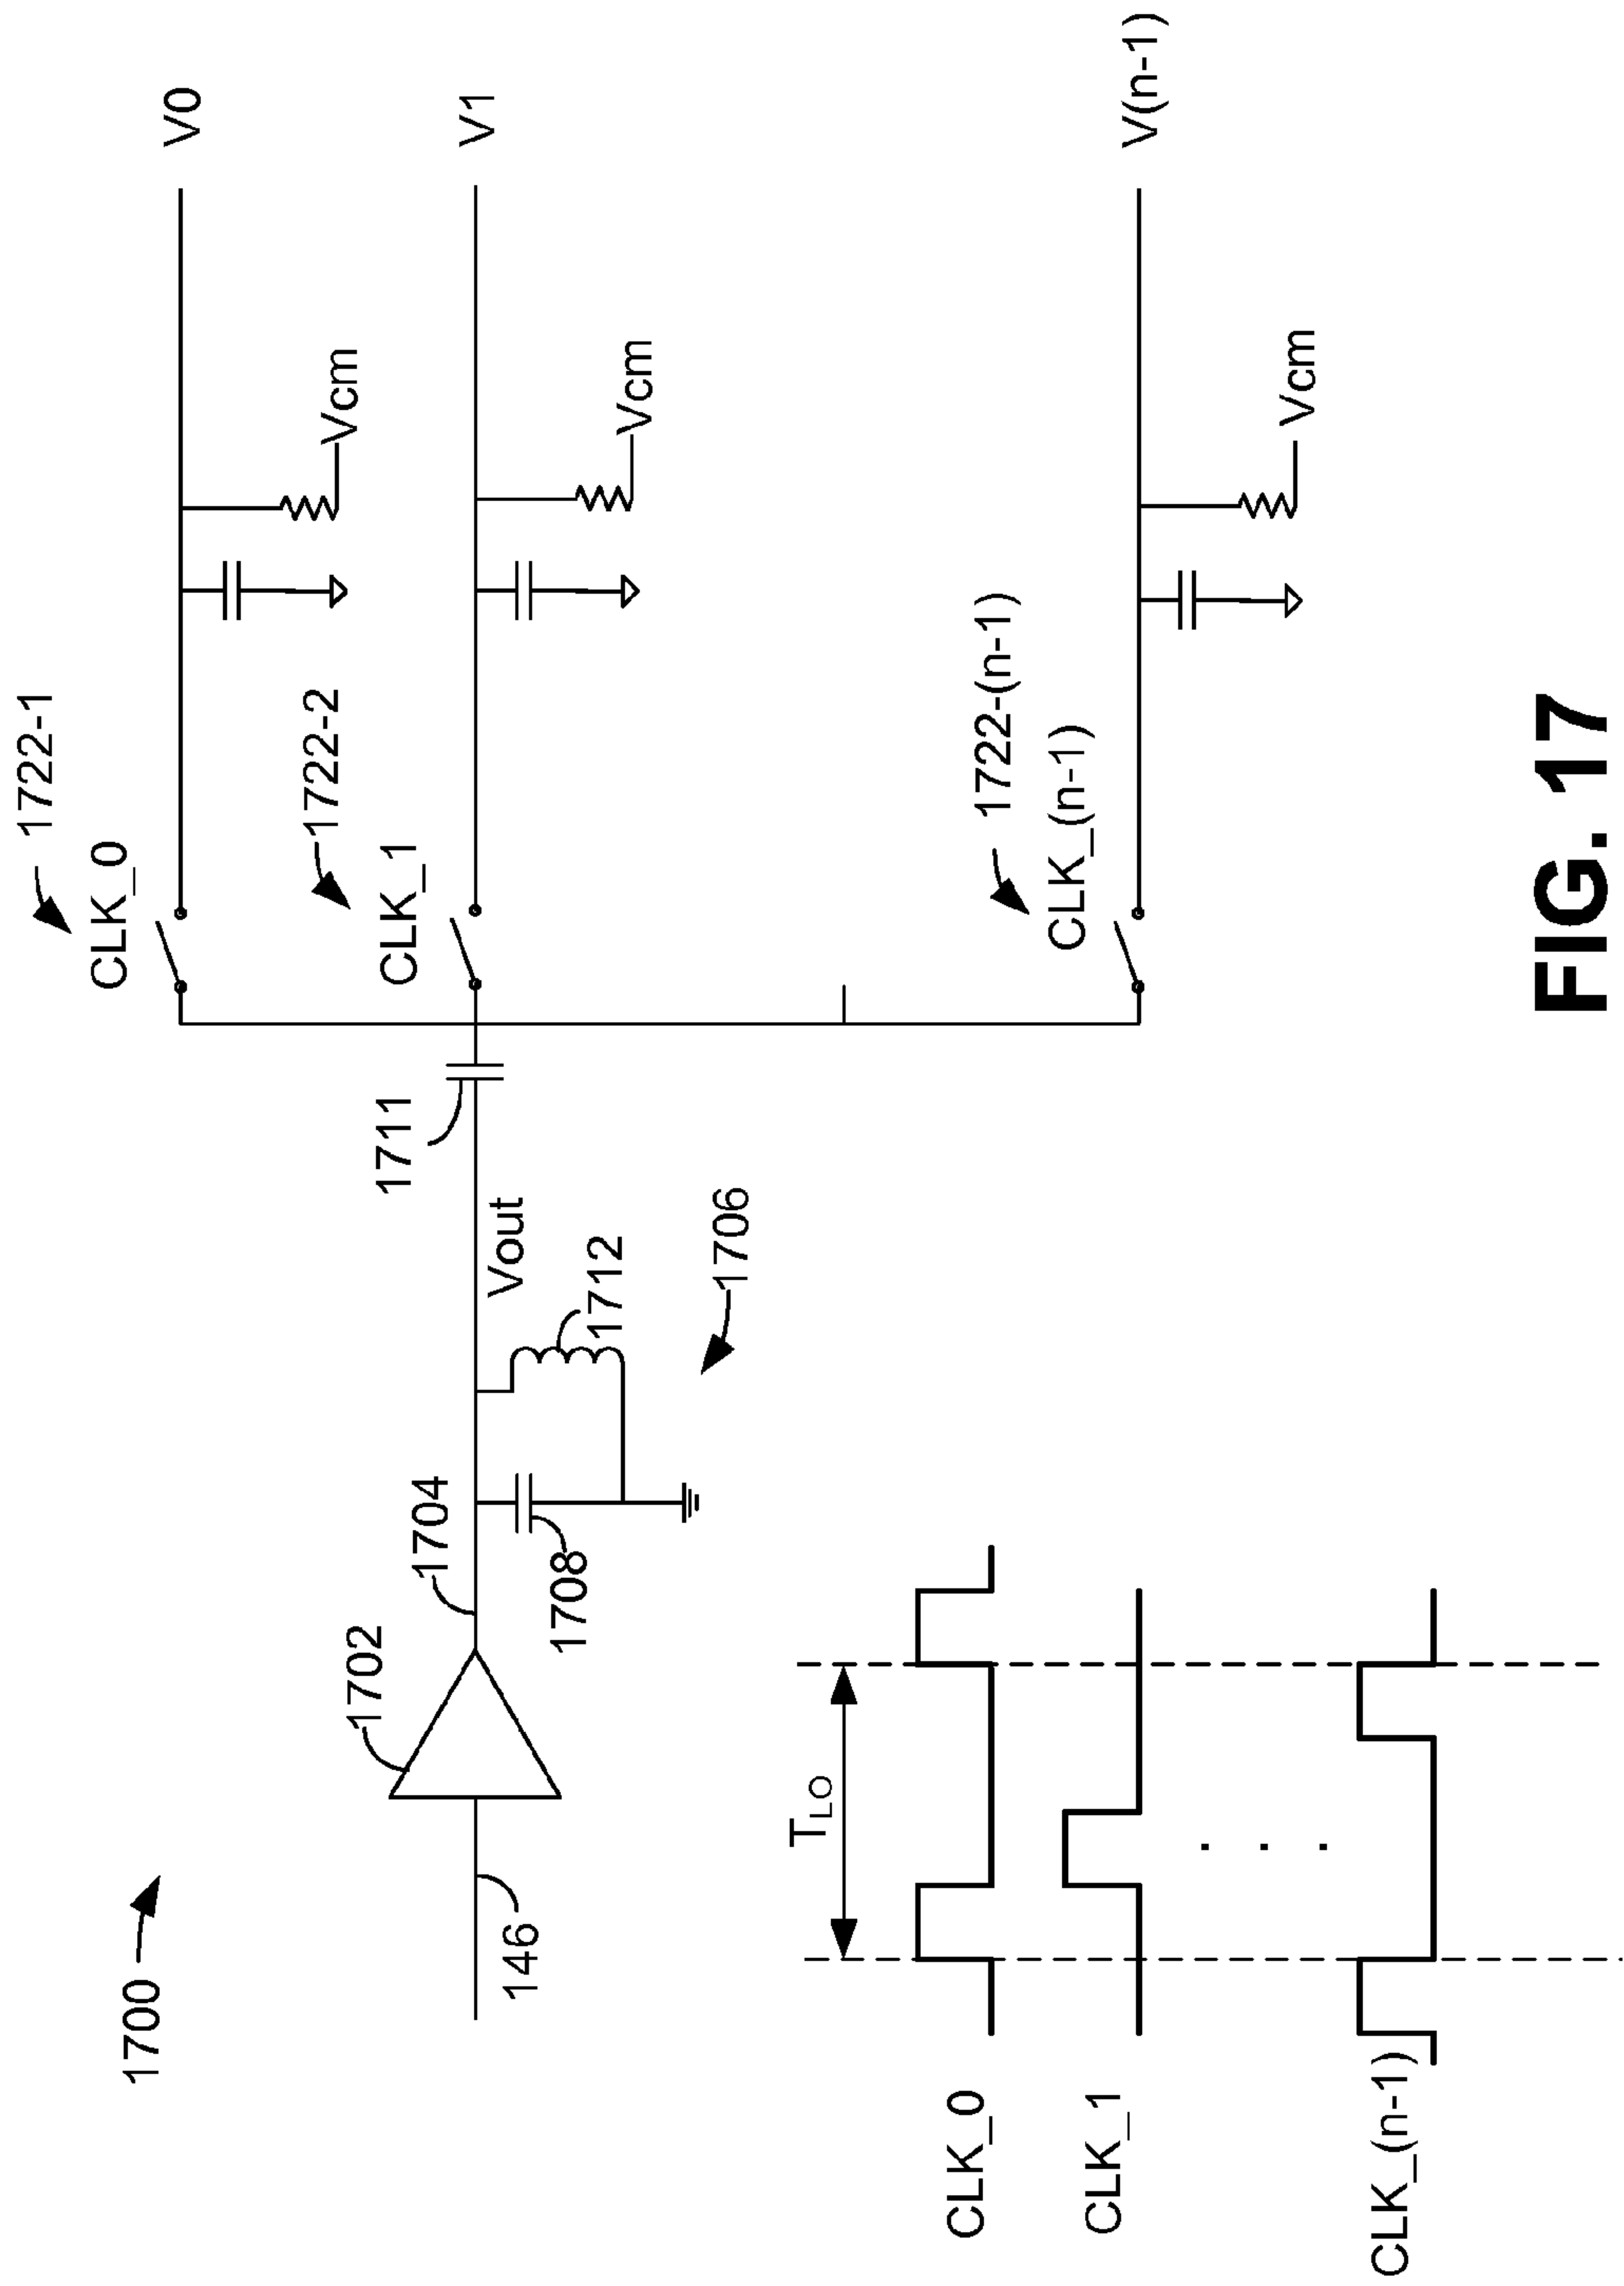 1700
146
1702
1704
1708
1712
1706
Vout
1711
1722-1
CLK_0
V0
Vcm
1722-2
CLK_1
V1
Vcm
1722-(n-1)
CLK_(n-1)
V(n-1)
Vcm
TLO
CLK_0
CLK_1
. . .
CLK_(n-1)
FIG. 17